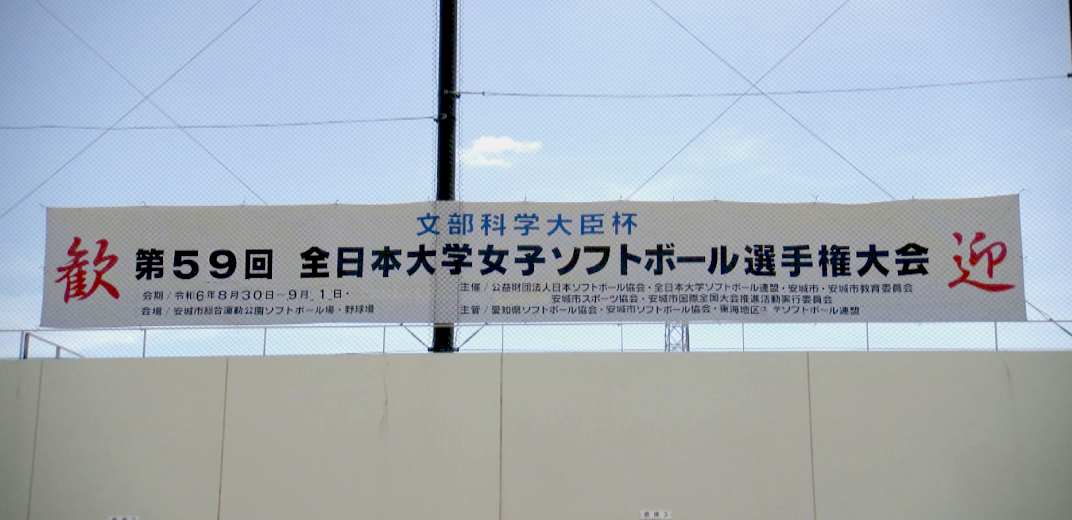 文部科学大臣杯
歓 第59回 全日本大学女子ソフトボール選手権大会 迎
会期/令和6年8月30日-9月1日・
会場/安城市総合運動公園ソフトボール場・野球場
主催/公益財団法人日本ソフトボール協会・全日本大学ソフトボール連盟・安城市・安城市教育委員会
安城市スポーツ協会・安城市国際全国大会推進活動実行委員会
主管/愛知県ソフトボール協会・安城市ソフトボール協会・東海地区 ソフトボール連盟